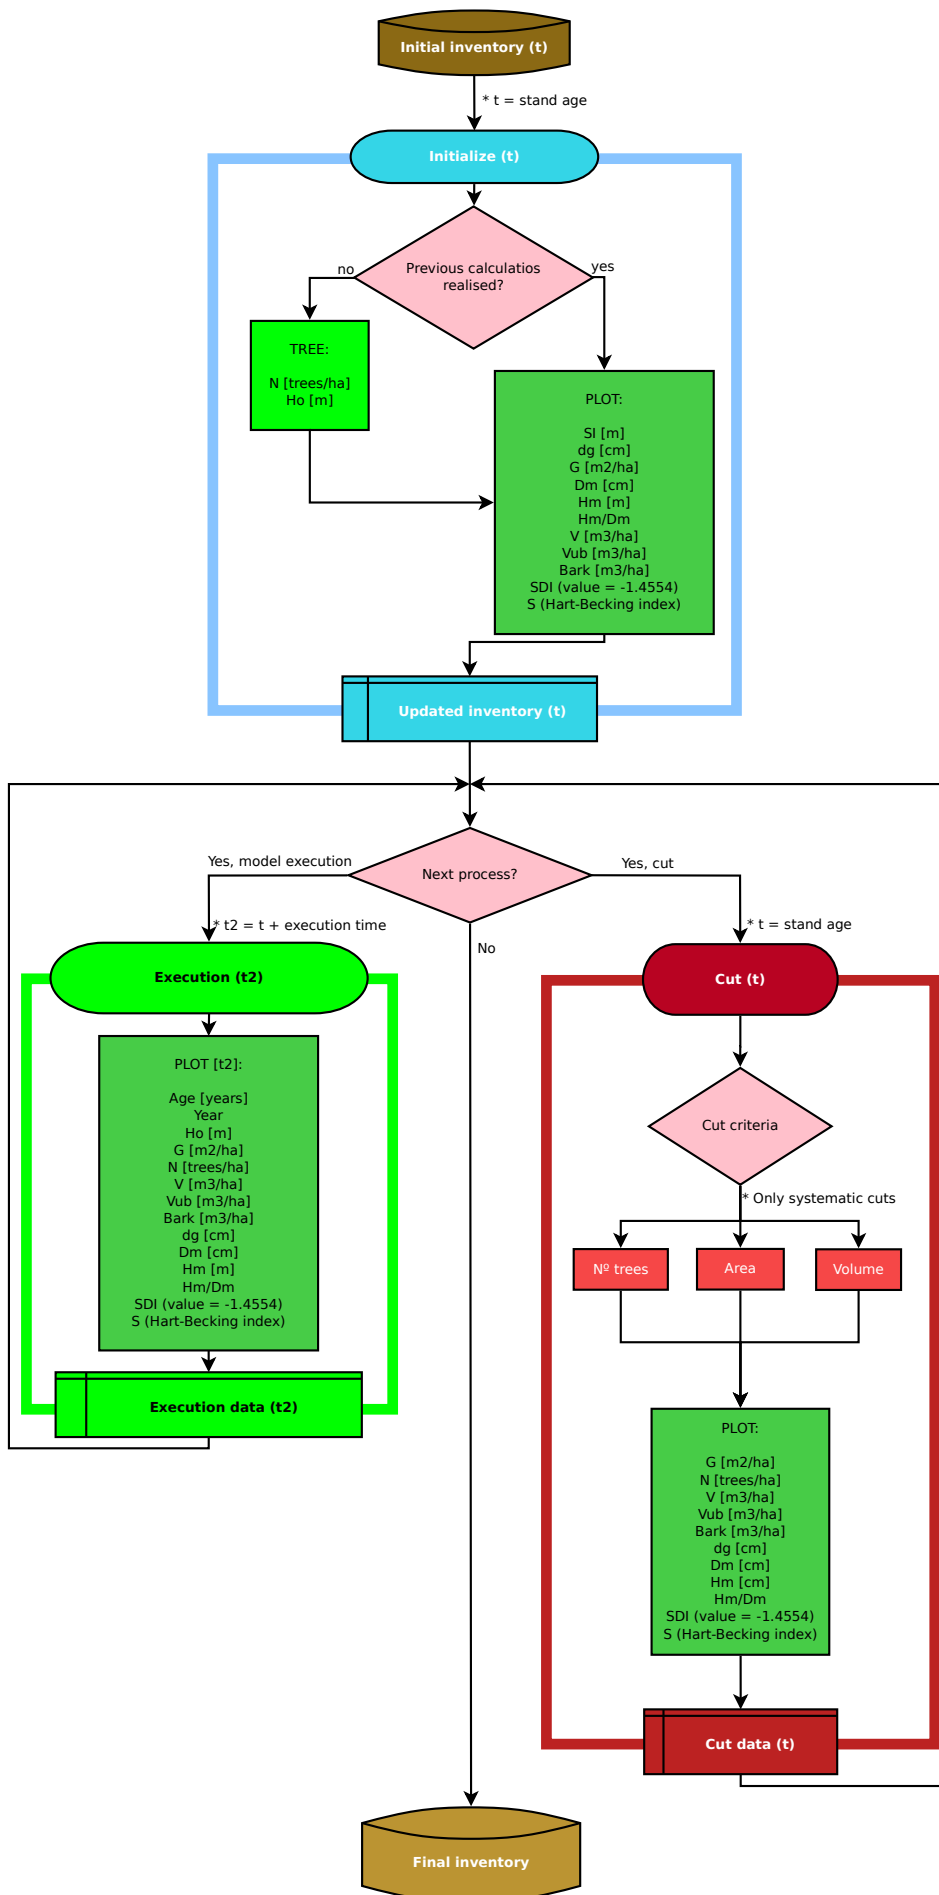 Initial inventory (t)
* t = stand age
Initialize (t)
Previous calculatios
realised?
no
yes
TREE:
N [trees/ha]
Ho [m]
PLOT:
SI [m]
dg [cm]
G [m2/ha]
Dm [cm]
Hm [m]
Hm/Dm
V [m3/ha]
Vub [m3/ha]
Bark [m3/ha]
SDI (value = -1.4554)
S (Hart-Becking index)
Updated inventory (t)
Next process?
Yes, model execution
Yes, cut
No
* t2 = t + execution time
Execution (t2)
PLOT [t2]:
Age [years]
Year
Ho [m]
G [m2/ha]
N [trees/ha]
V [m3/ha]
Vub [m3/ha]
Bark [m3/ha]
dg [cm]
Dm [cm]
Hm [m]
Hm/Dm
SDI (value = -1.4554)
S (Hart-Becking index)
Execution data (t2)
* t = stand age
Cut (t)
Cut criteria
* Only systematic cuts
Nº trees
Area
Volume
PLOT:
G [m2/ha]
N [trees/ha]
V [m3/ha]
Vub [m3/ha]
Bark [m3/ha]
dg [cm]
Dm [cm]
Hm [cm]
Hm/Dm
SDI (value = -1.4554)
S (Hart-Becking index)
Cut data (t)
Final inventory